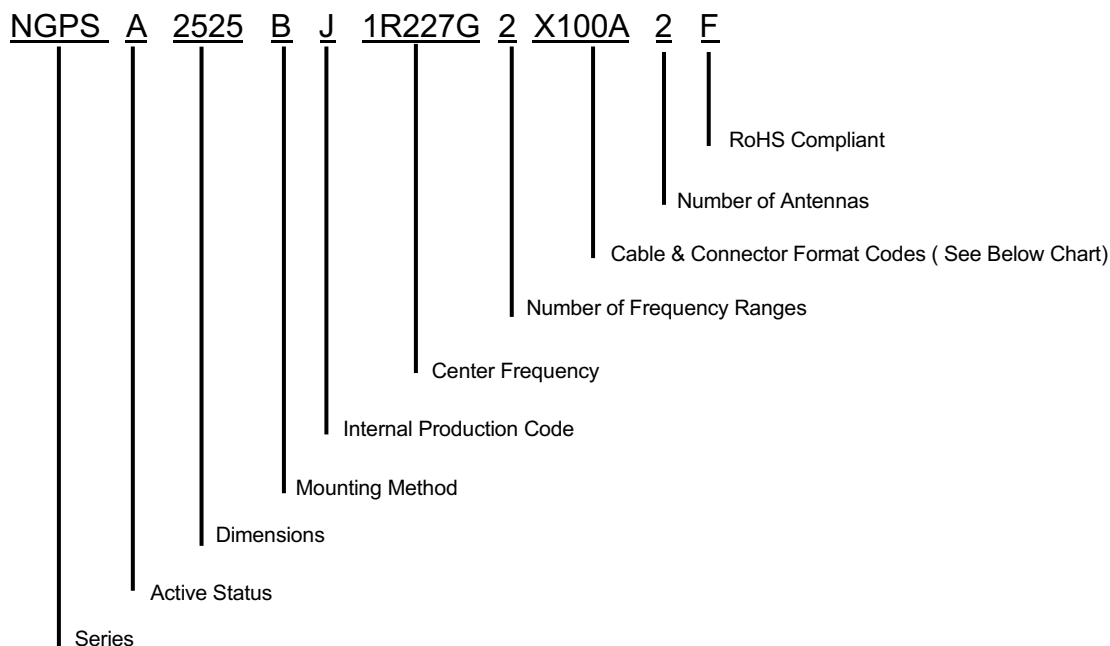 NGPS A 2525 B J 1R227G 2 X100A 2 F
RoHS Compliant
Number of Antennas
Cable & Connector Format Codes ( See Below Chart)
Number of Frequency Ranges
Center Frequency
Internal Production Code
Mounting Method
Dimensions
Active Status
Series